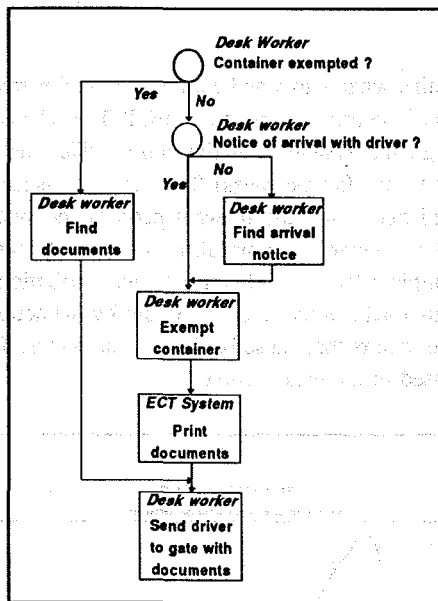 Desk Worker
Container exempted ?
Yes
No
Desk worker
Notice of arrival with driver ?
Yes
No
Desk worker
Find
documents
Desk worker
Find arrival
notice
Desk worker
Exempt
container
ECT System
Print
documents
Desk worker
Send driver
to gate with
documents